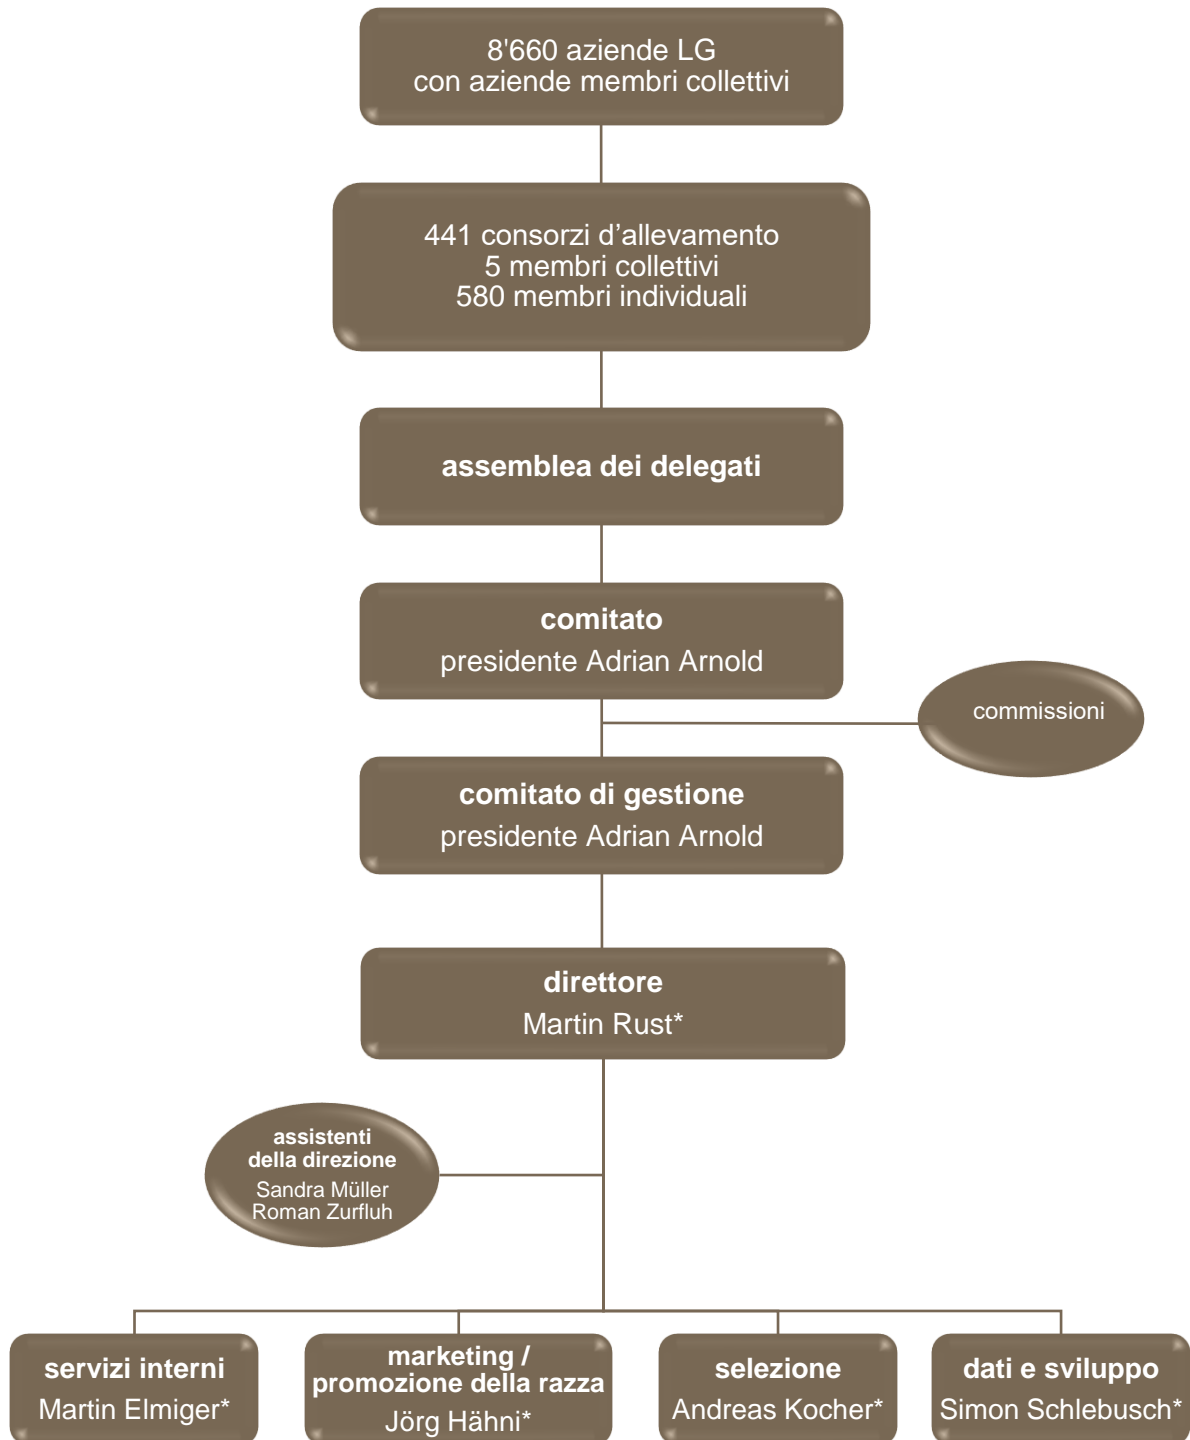 8'660 aziende LG
con aziende membri collettivi
441 consorzi d’allevamento
5 membri collettivi
580 membri individuali
assemblea dei delegati
comitato
presidente Adrian Arnold
commissioni
comitato di gestione
presidente Adrian Arnold
direttore
Martin Rust*
assistenti
della direzione
Sandra Müller
Roman Zurfluh
servizi interni
Martin Elmiger*
marketing /
promozione della razza
Jörg Hähni*
selezione
Andreas Kocher*
dati e sviluppo
Simon Schlebusch*